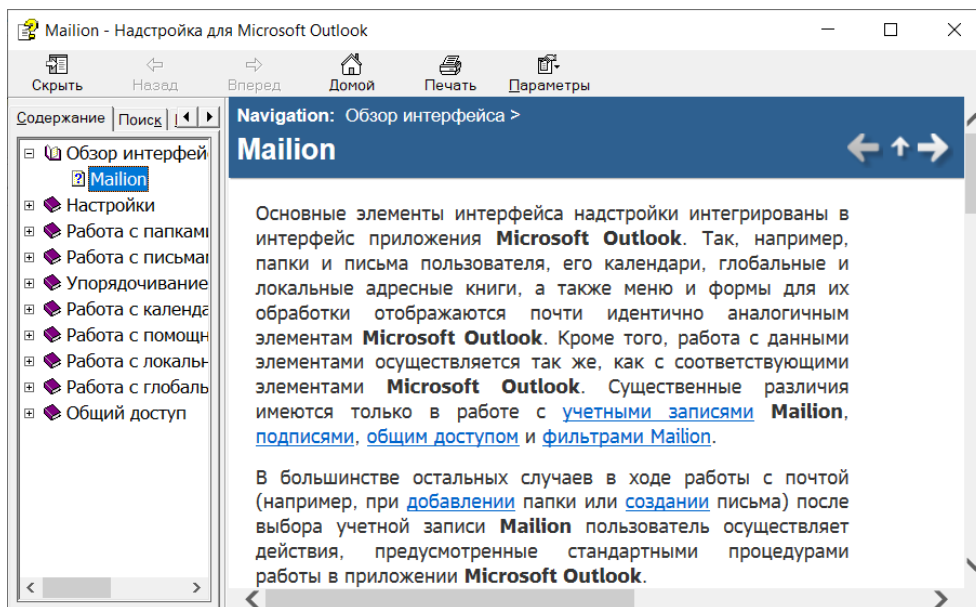 Mailion - Надстройка для Microsoft Outlook
Скрыть Назад Вперед Домой Печать Параметры
Содержание Поиск
Обзор интерфей
Mailion
Настройки
Работа с папками
Работа с письма
Упорядочивание
Работа с календа
Работа с помощн
Работа с локальн
Работа с глобаль
Общий доступ
Navigation: Обзор интерфейса >
Mailion
Основные элементы интерфейса надстройки интегрированы в
интерфейс приложения Microsoft Outlook. Так, например,
папки и письма пользователя, его календари, глобальные и
локальные адресные книги, а также меню и формы для их
обработки отображаются почти идентично аналогичным
элементам Microsoft Outlook. Кроме того, работа с данными
элементами осуществляется так же, как с соответствующими
элементами Microsoft Outlook. Существенные различия
имеются только в работе с учетными записями Mailion,
подписями, общим доступом и фильтрами Mailion.
В большинстве остальных случаев в ходе работы с почтой
(например, при добавлении папки или создании письма) после
выбора учетной записи Mailion пользователь осуществляет
действия, предусмотренные стандартными процедурами
работы в приложении Microsoft Outlook.